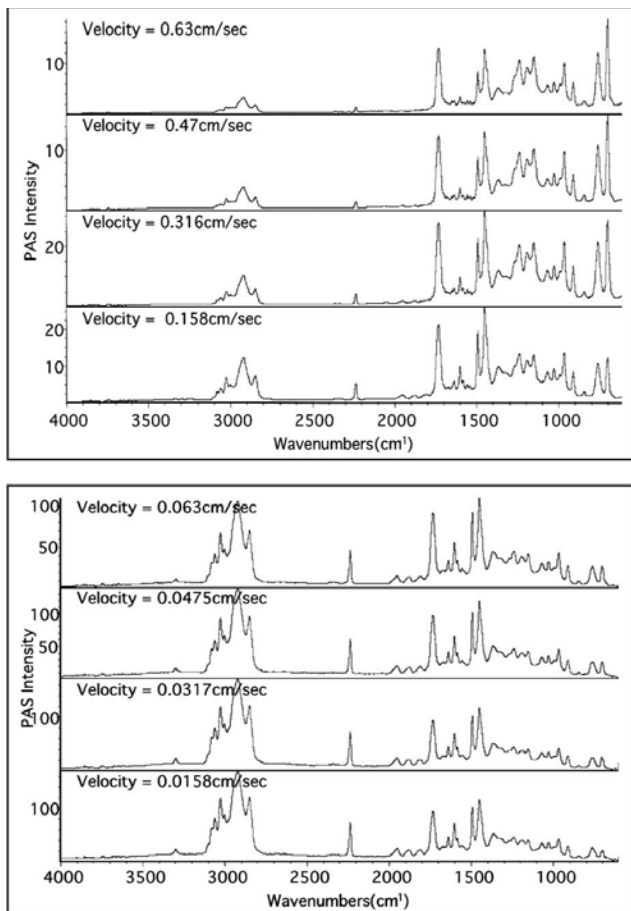 Velocity = 0.63cm/sec
10
Velocity = 0.47cm/sec
10
Velocity = 0.316cm/sec
20
Velocity = 0.158cm/sec
20
10
PAS Intensity
4000 3500 3000 2500 2000 1500 1000
Wavenumbers(cm¹)
100
Velocity = 0.063cm/sec
50
Velocity = 0.0475cm/sec
100
50
Velocity = 0.0317cm/sec
100
Velocity = 0.0158cm/sec
100
PAS Intensity
4000 3500 3000 2500 2000 1500 1000
Wavenumbers(cm¹)